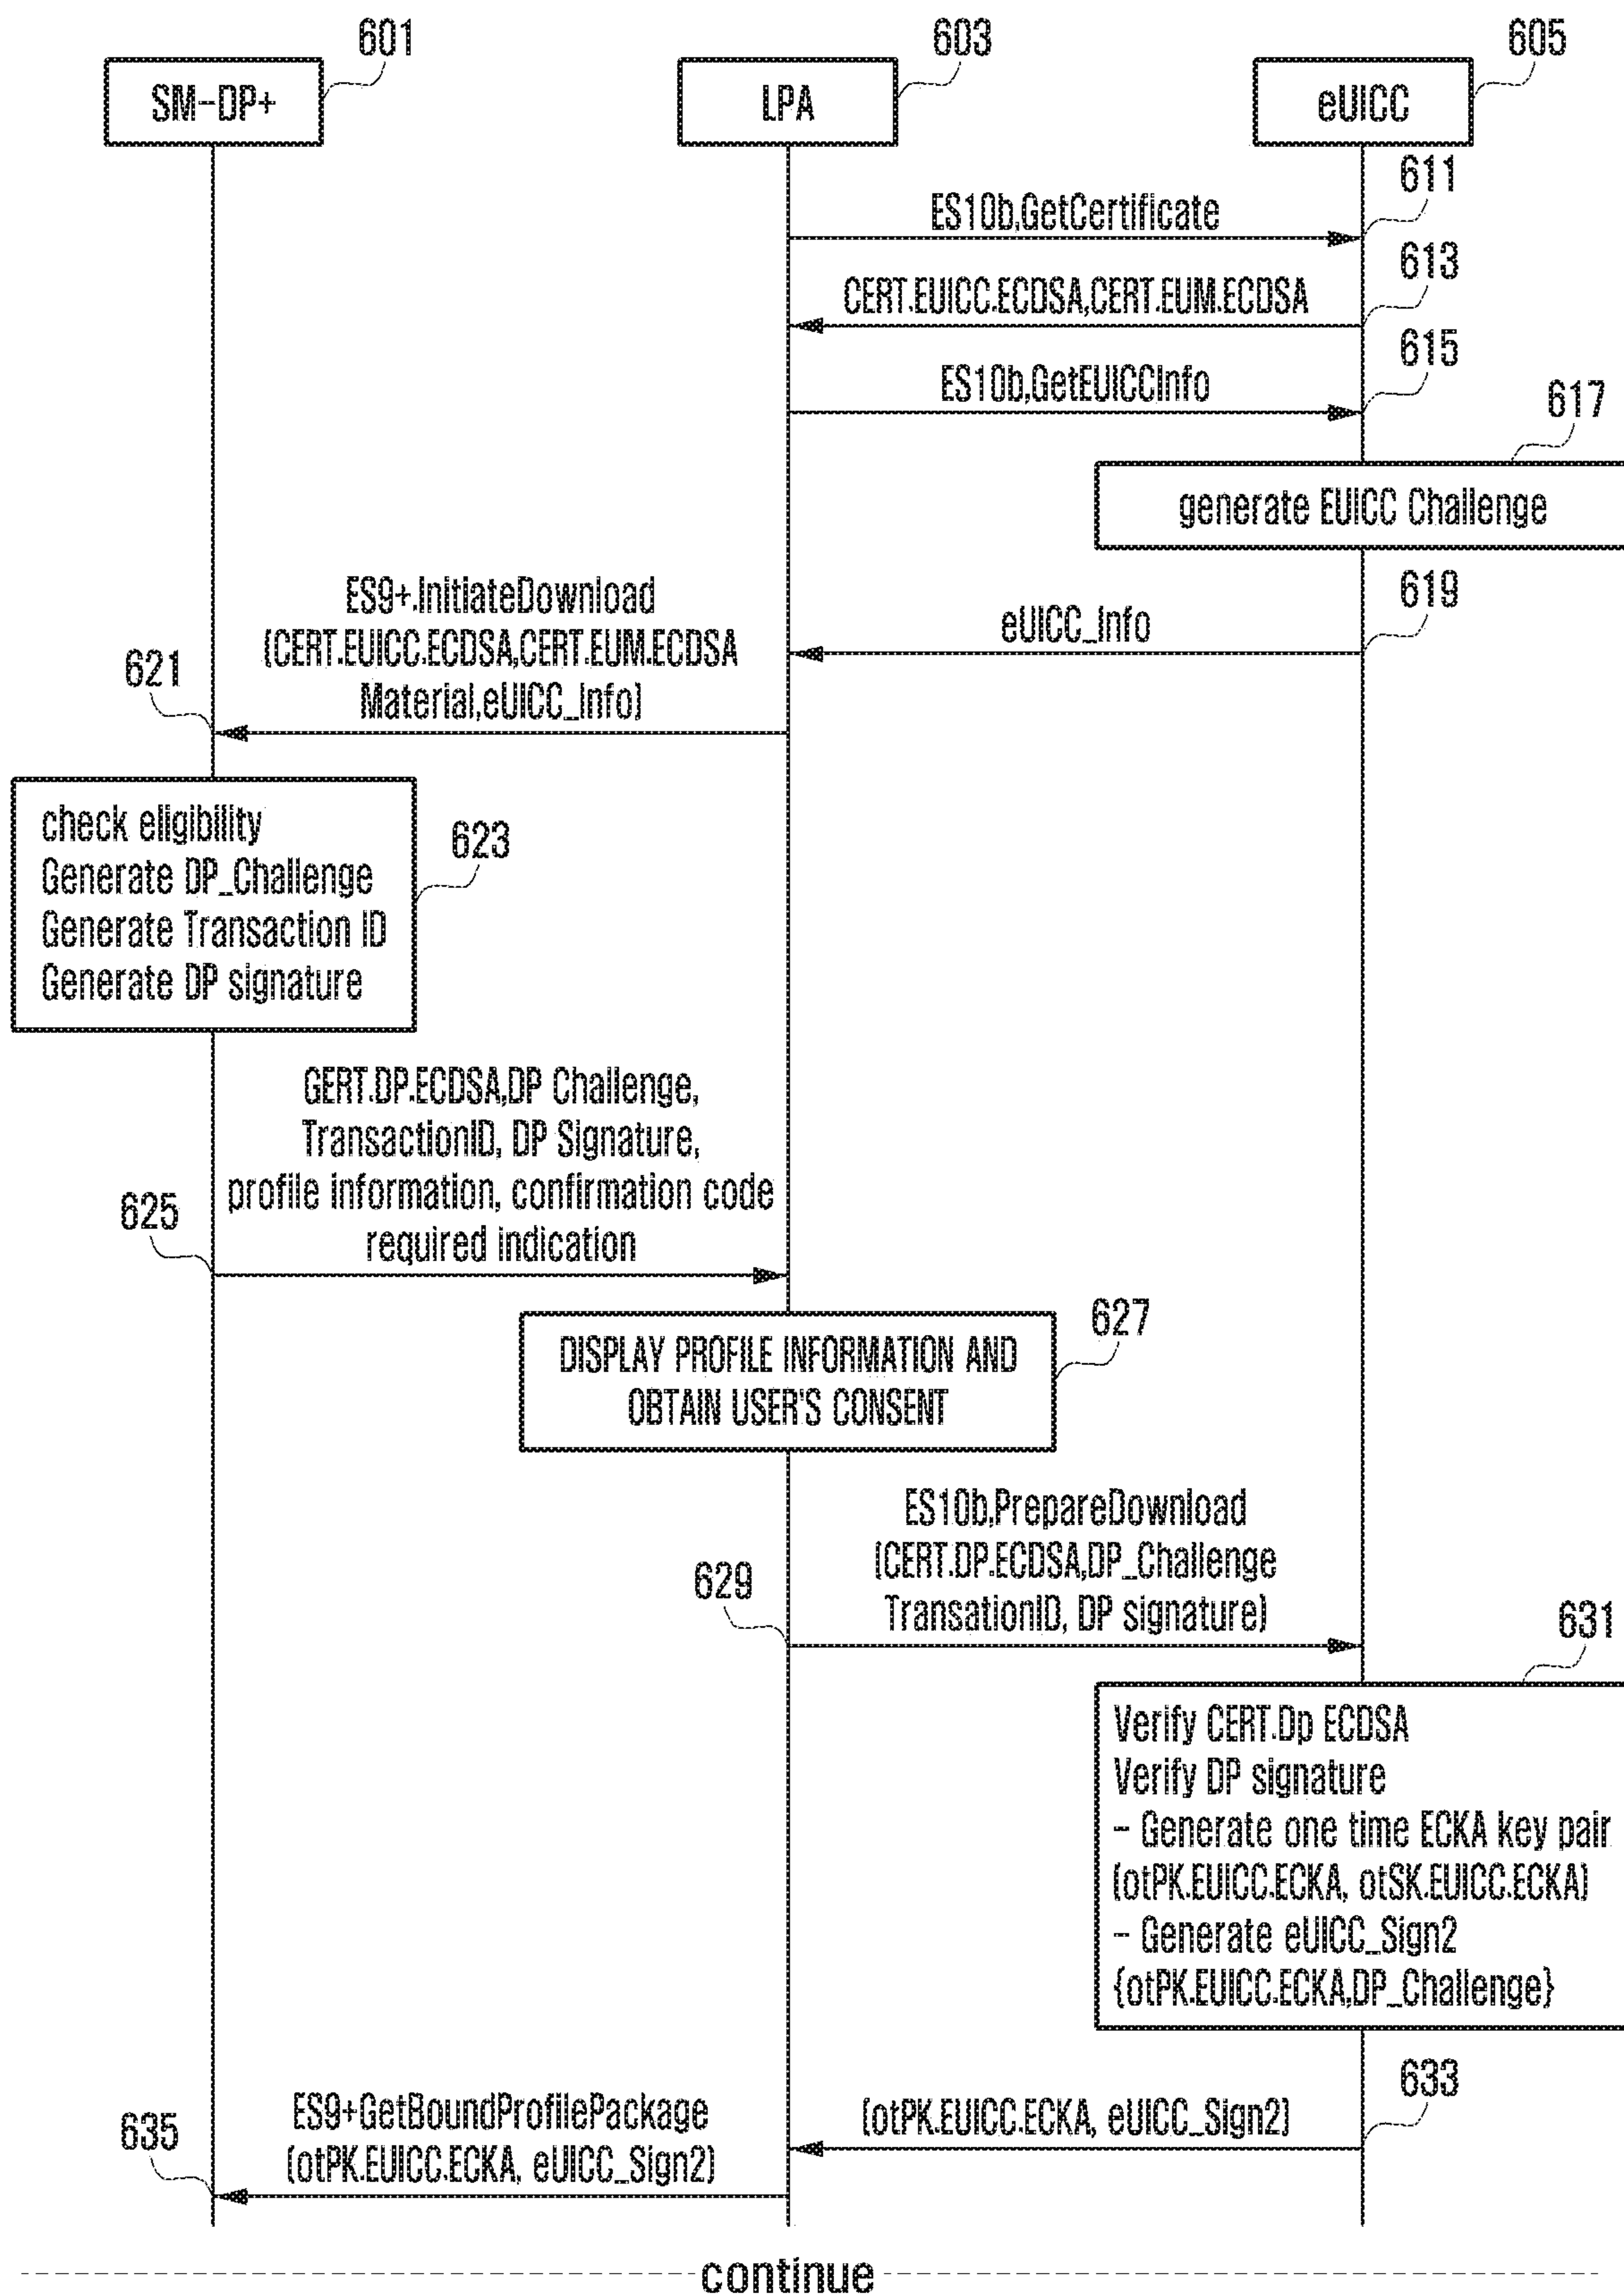 601
603
605
SM-DP+
LPA
eUICC
611
ES10b,GetCertificate
613
CERT.EUICC.ECDSA,CERT.EUM.ECDSA
615
ES10b,GetEUICCInfo
617
generate EUICC Challenge
619
eUICC_Info
ES9+.InitiateDownload
(CERT.EUICC.ECDSA,CERT.EUM.ECDSA
Material,eUICC_Info)
621
check eligibility
Generate DP_Challenge
Generate Transaction ID
Generate DP signature
623
GERT.DP.ECDSA,DP Challenge,
TransactionID, DP Signature,
profile information, confirmation code
required indication
625
DISPLAY PROFILE INFORMATION AND
OBTAIN USER'S CONSENT
627
ES10b,PrepareDownload
(CERT.DP.ECDSA,DP_Challenge
TransationID, DP signature)
629
631
Verify CERT.Dp ECDSA
Verify DP signature
- Generate one time ECKA key pair
(otPK.EUICC.ECKA, otSK.EUICC.ECKA)
- Generate eUICC_Sign2
{otPK.EUICC.ECKA,DP_Challenge}
633
(otPK.EUICC.ECKA, eUICC_Sign2)
635
ES9+GetBoundProfilePackage
(otPK.EUICC.ECKA, eUICC_Sign2)
continue